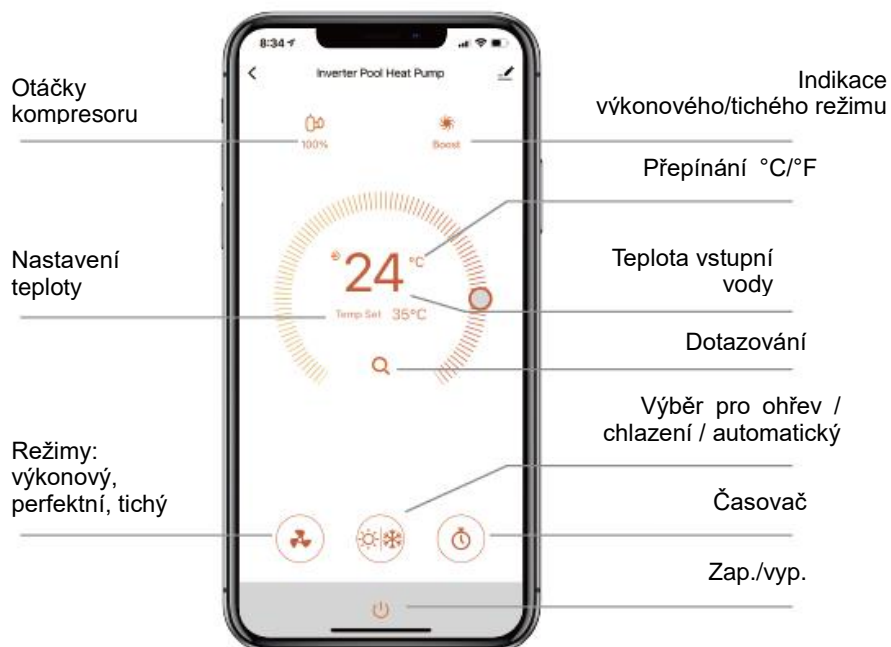 8:34
Inverter Pool Heat Pump
Otáčky
kompresoru
100%
Boost
Indikace
výkonového/tichého režimu
Přepínání °C/°F
24 °C
Nastavení
teploty
Temp Set 35°C
Teplota vstupní
vody
Dotazování
Výběr pro ohřev /
chlazení / automatický
Režimy:
výkonový,
perfektní, tichý
Časovač
Zap./vyp.